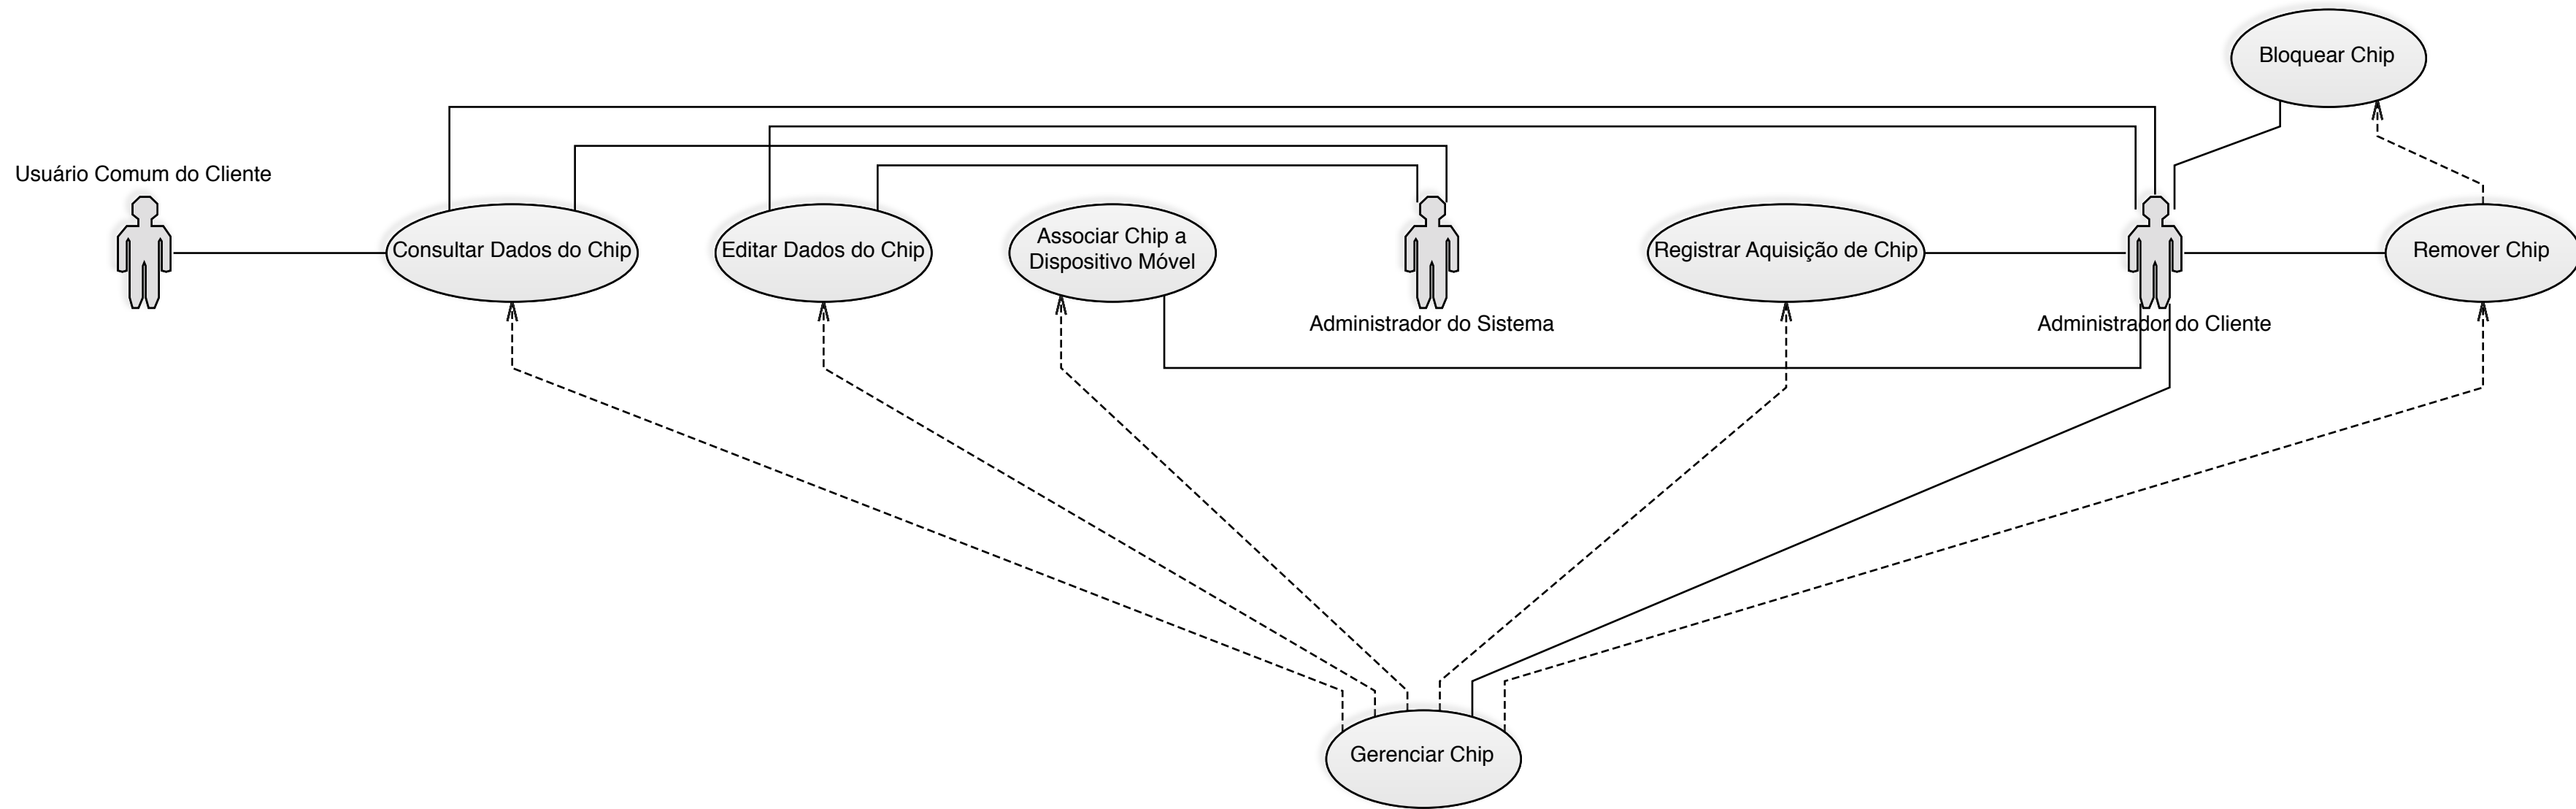 Bloquear Chip
Usuário Comum do Cliente
Consultar Dados do Chip
Editar Dados do Chip
Associar Chip a
Dispositivo Móvel
Registrar Aquisição de Chip
Remover Chip
Administrador do Sistema
Administrador do Cliente
Gerenciar Chip